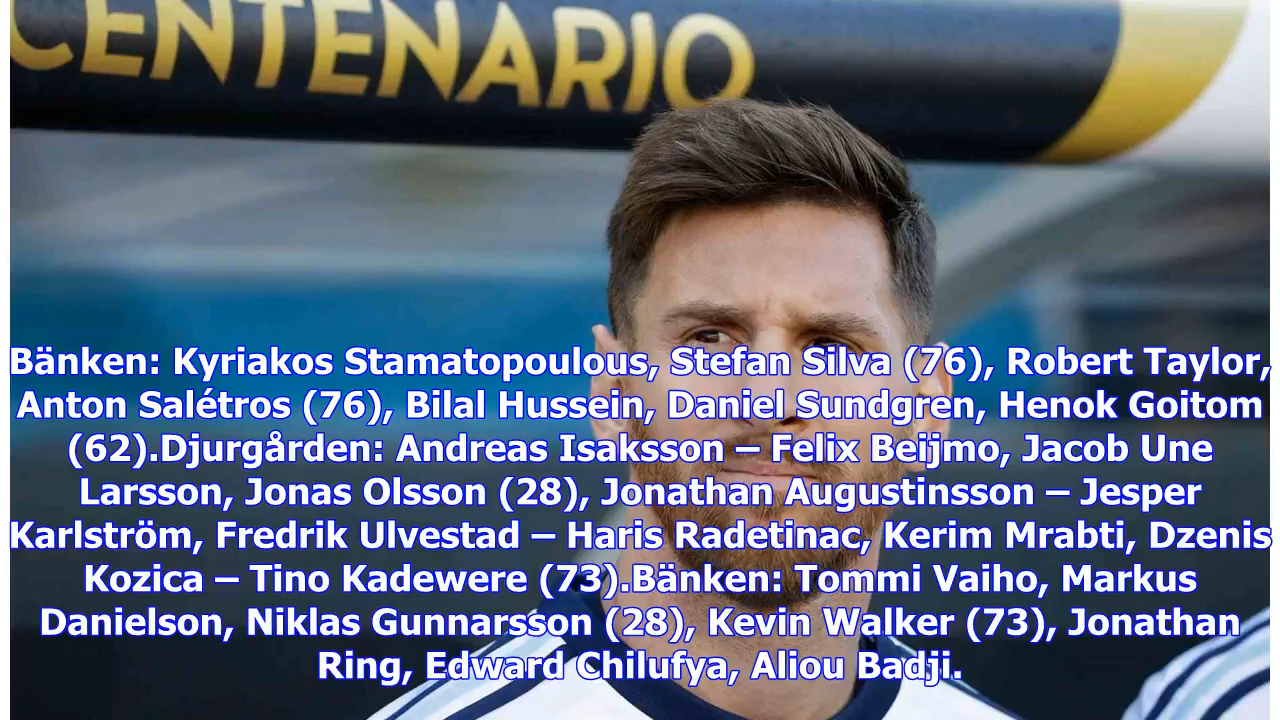 CENTENARIO
Bänken: Kyriakos Stamatopoulous, Stefan Silva (76), Robert Taylor,
Anton Salétros (76), Bilal Hussein, Daniel Sundgren, Henok Goitom
(62).Djurgården: Andreas Isaksson – Felix Beijmo, Jacob Une
Larsson, Jonas Olsson (28), Jonathan Augustinsson – Jesper
Karlström, Fredrik Ulvestad – Haris Radetinac, Kerim Mrabti, Dzenis
Kozica – Tino Kadewere (73).Bänken: Tommi Vaiho, Markus
Danielson, Niklas Gunnarsson (28), Kevin Walker (73), Jonathan
Ring, Edward Chilufya, Aliou Badji.